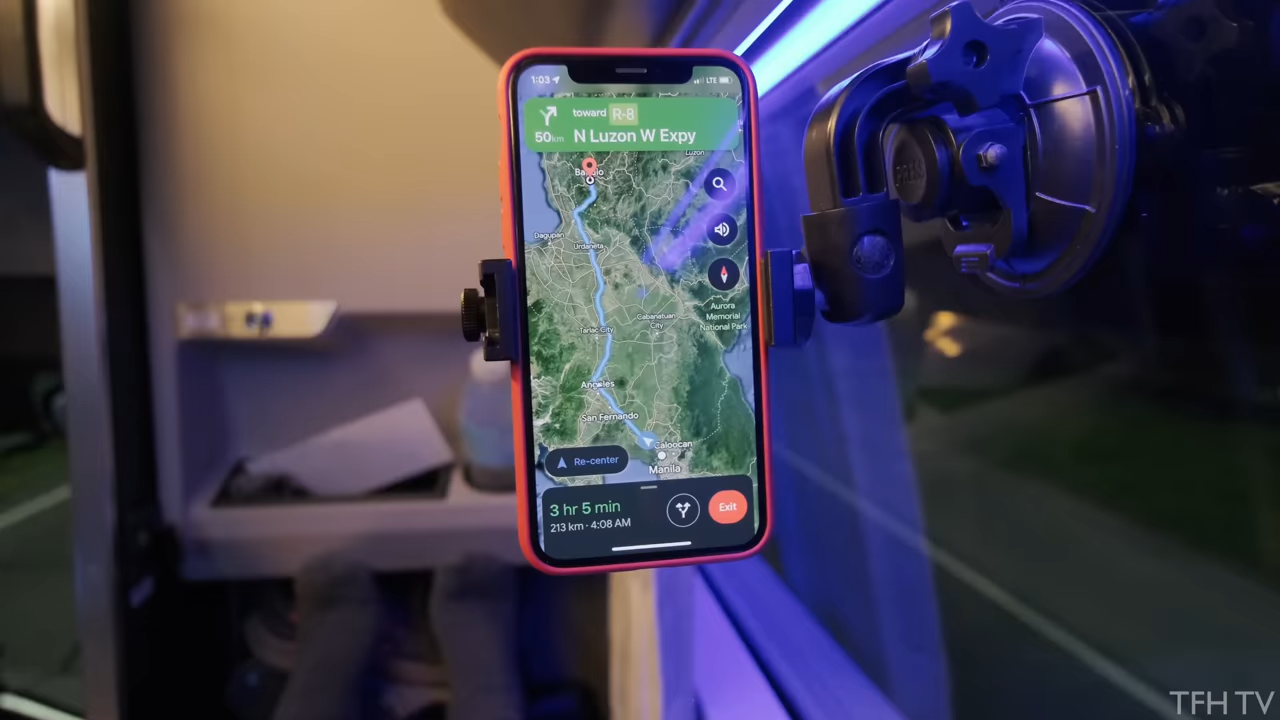 1:03
LTE
toward R-8
50 km
N Luzon W Expy
Luzon
Baguio
Dagupan
Urdaneta
Aurora
Memorial
National Park
Cabanatuan
City
Tarlac City
Angeles
San Fernando
Caloocan
Manila
Re-center
3 hr 5 min
213 km · 4:08 AM
Exit
TFH TV